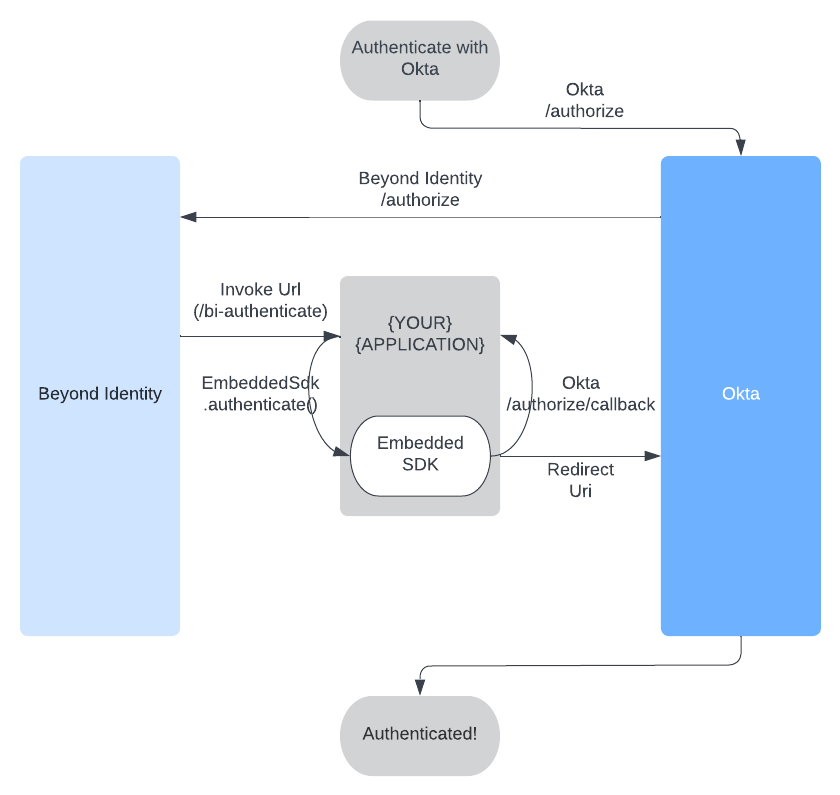 Authenticate with
Okta
Okta
/authorize
Beyond Identity
/authorize
Invoke Url
(/bi-authenticate)
{YOUR}
{APPLICATION}
EmbeddedSdk
.authenticate()
Okta
/authorize/callback
Beyond Identity
Okta
Embedded
SDK
Redirect
Uri
Authenticated!